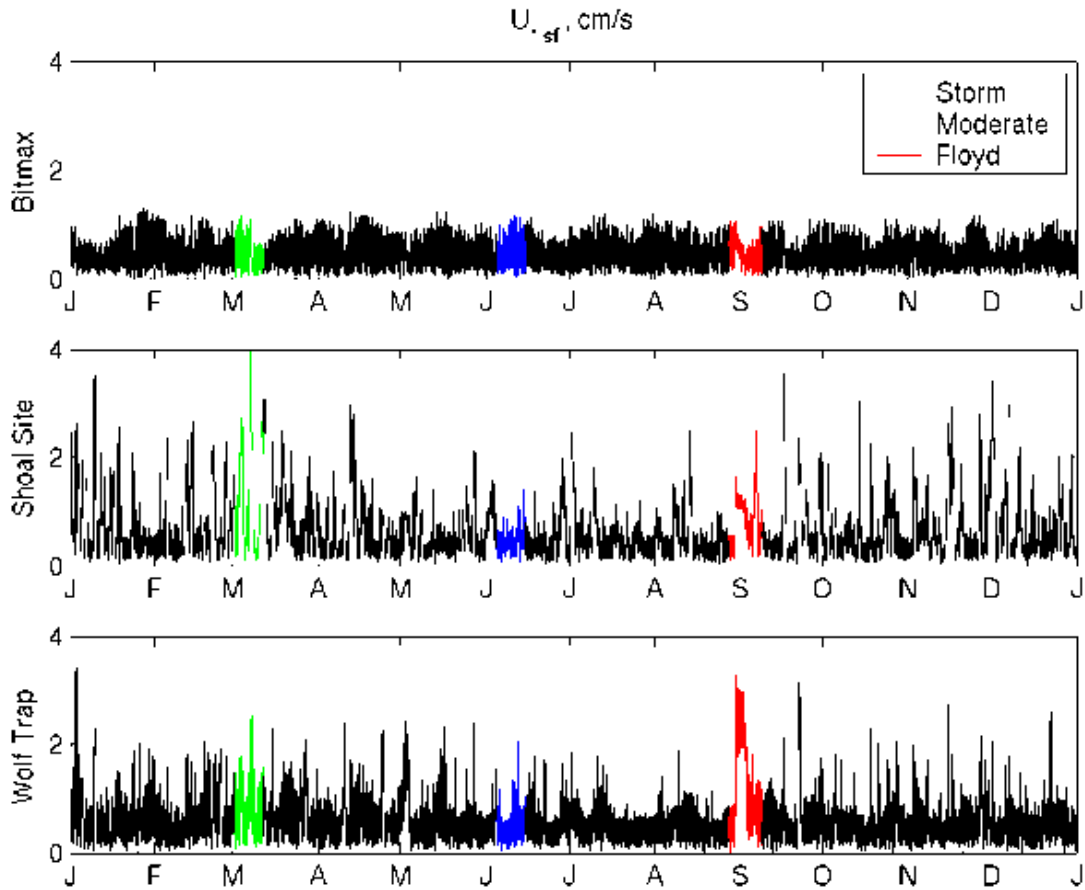 U*sf, cm/s
4
2
0
Bitmax
Storm
Moderate
Floyd
J F M A M J J A S O N D J
4
2
0
Shoal Site
J F M A M J J A S O N D J
4
2
0
Wolf Trap
J F M A M J J A S O N D J